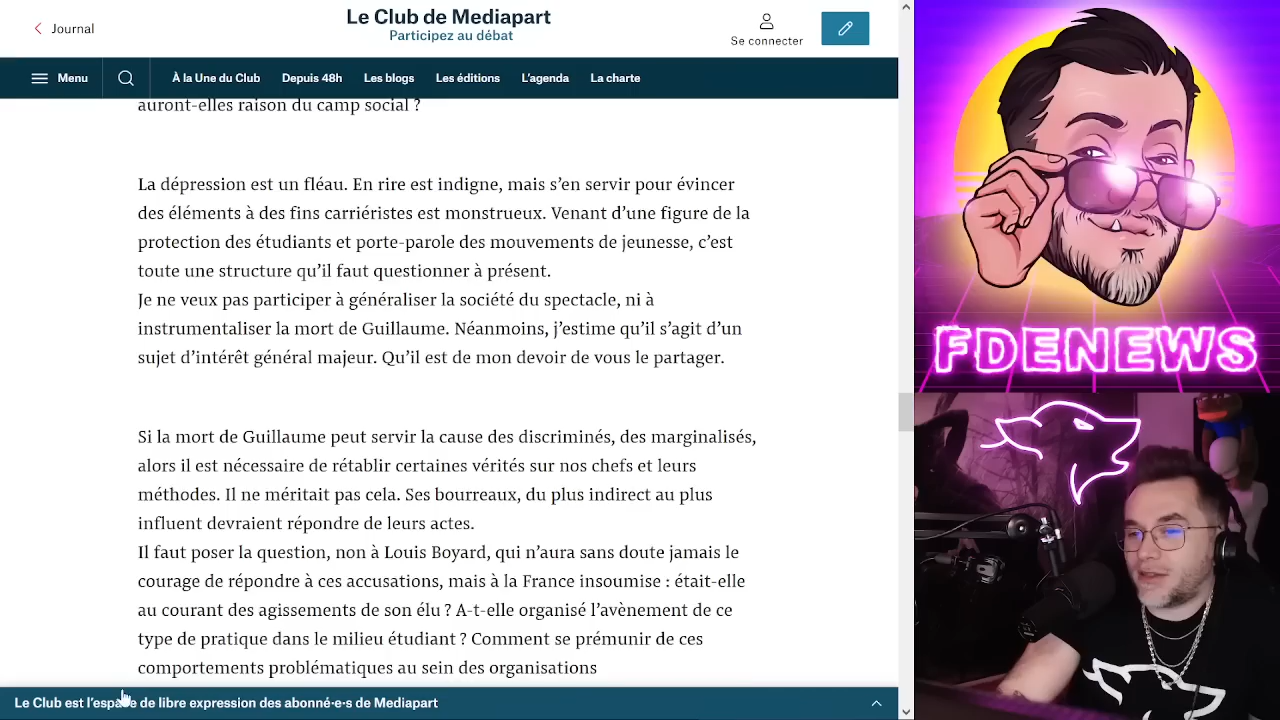 Journal
Le Club de Mediapart
Participez au débat
Se connecter
Menu
À la Une du Club
Depuis 48h
Les blogs
Les éditions
L'agenda
La charte
auront-elles raison du camp social ?
La dépression est un fléau. En rire est indigne, mais s'en servir pour évincer
des éléments à des fins carriéristes est monstrueux. Venant d'une figure de la
protection des étudiants et porte-parole des mouvements de jeunesse, c'est
toute une structure qu'il faut questionner à présent.
Je ne veux pas participer à généraliser la société du spectacle, ni à
instrumentaliser la mort de Guillaume. Néanmoins, j'estime qu'il s'agit d'un
sujet d'intérêt général majeur. Qu'il est de mon devoir de vous le partager.
Si la mort de Guillaume peut servir la cause des discriminés, des marginalisés,
alors il est nécessaire de rétablir certaines vérités sur nos chefs et leurs
méthodes. Il ne méritait pas cela. Ses bourreaux, du plus indirect au plus
influent devraient répondre de leurs actes.
Il faut poser la question, non à Louis Boyard, qui n'aura sans doute jamais le
courage de répondre à ces accusations, mais à la France insoumise : était-elle
au courant des agissements de son élu ? A-t-elle organisé l'avènement de ce
type de pratique dans le milieu étudiant ? Comment se prémunir de ces
comportements problématiques au sein des organisations
Le Club est l'espace de libre expression des abonné·e·s de Mediapart
FDENEWS